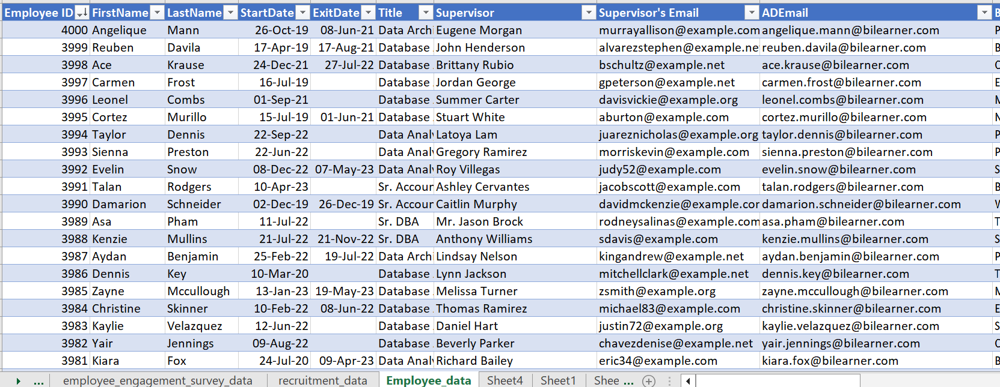 Employee ID FirstName LastName StartDate ExitDate Title Supervisor Supervisor's Email ADEmail B
4000 Angelique Mann 26-Oct-19 08-Jun-21 Data Archi Eugene Morgan murrayallison@example.com angelique.mann@bilearner.com P
3999 Reuben Davila 17-Apr-19 17-Aug-21 Database John Henderson alvarezstephen@example.ne reuben.davila@bilearner.com B
3998 Ace Krause 24-Dec-21 27-Jul-22 Database Brittany Rubio bschultz@example.net ace.krause@bilearner.com C
3997 Carmen Frost 16-Jul-19 Database Jordan George gpeterson@example.net carmen.frost@bilearner.com E
3996 Leonel Combs 01-Sep-21 Database Summer Carter davisvickie@example.org leonel.combs@bilearner.com M
3995 Cortez Murillo 15-Jul-19 01-Jun-21 Database Stuart White aburton@example.com cortez.murillo@bilearner.com N
3994 Taylor Dennis 22-Sep-22 Data Anal Latoya Lam juareznicholas@example.org taylor.dennis@bilearner.com P
3993 Sienna Preston 22-Jun-22 Data Anal Gregory Ramirez morriskevin@example.com sienna.preston@bilearner.com P
3992 Evelin Snow 08-Dec-22 07-May-23 Data Anal Roy Villegas judy52@example.com evelin.snow@bilearner.com S
3991 Talan Rodgers 10-Apr-23 Sr. Accour Ashley Cervantes jacobscott@example.com talan.rodgers@bilearner.com B
3990 Damarion Schneider 02-Dec-19 26-Dec-19 Sr. Accour Caitlin Murphy davidmckenzie@example.cor damarion.schneider@bilearner.com W
3989 Asa Pham 11-Jul-22 Sr. DBA Mr. Jason Brock rodneysalinas@example.com asa.pham@bilearner.com T
3988 Kenzie Mullins 21-Jul-22 21-Nov-22 Sr. DBA Anthony Williams sdavis@example.com kenzie.mullins@bilearner.com S
3987 Aydan Benjamin 25-Feb-22 19-Jul-22 Data Archi Lindsay Nelson kingandrew@example.net aydan.benjamin@bilearner.com P
3986 Dennis Key 10-Mar-20 Database Lynn Jackson mitchellclark@example.net dennis.key@bilearner.com T
3985 Zayne Mccullough 13-Jan-23 19-May-23 Database Melissa Turner zsmith@example.org zayne.mccullough@bilearner.com M
3984 Christine Skinner 10-Feb-22 08-Jun-22 Database Thomas Ramirez michael83@example.com christine.skinner@bilearner.com E
3983 Kaylie Velazquez 12-Jun-22 Database Daniel Hart justin72@example.org kaylie.velazquez@bilearner.com S
3982 Yair Jennings 09-Aug-22 Database Beverly Parker chavezdenise@example.net yair.jennings@bilearner.com C
3981 Kiara Fox 24-Jul-20 09-Apr-23 Data Anal Richard Bailey eric34@example.com kiara.fox@bilearner.com B
... employee_engagement_survey_data recruitment_data Employee_data Sheet4 Sheet1 Shee ...